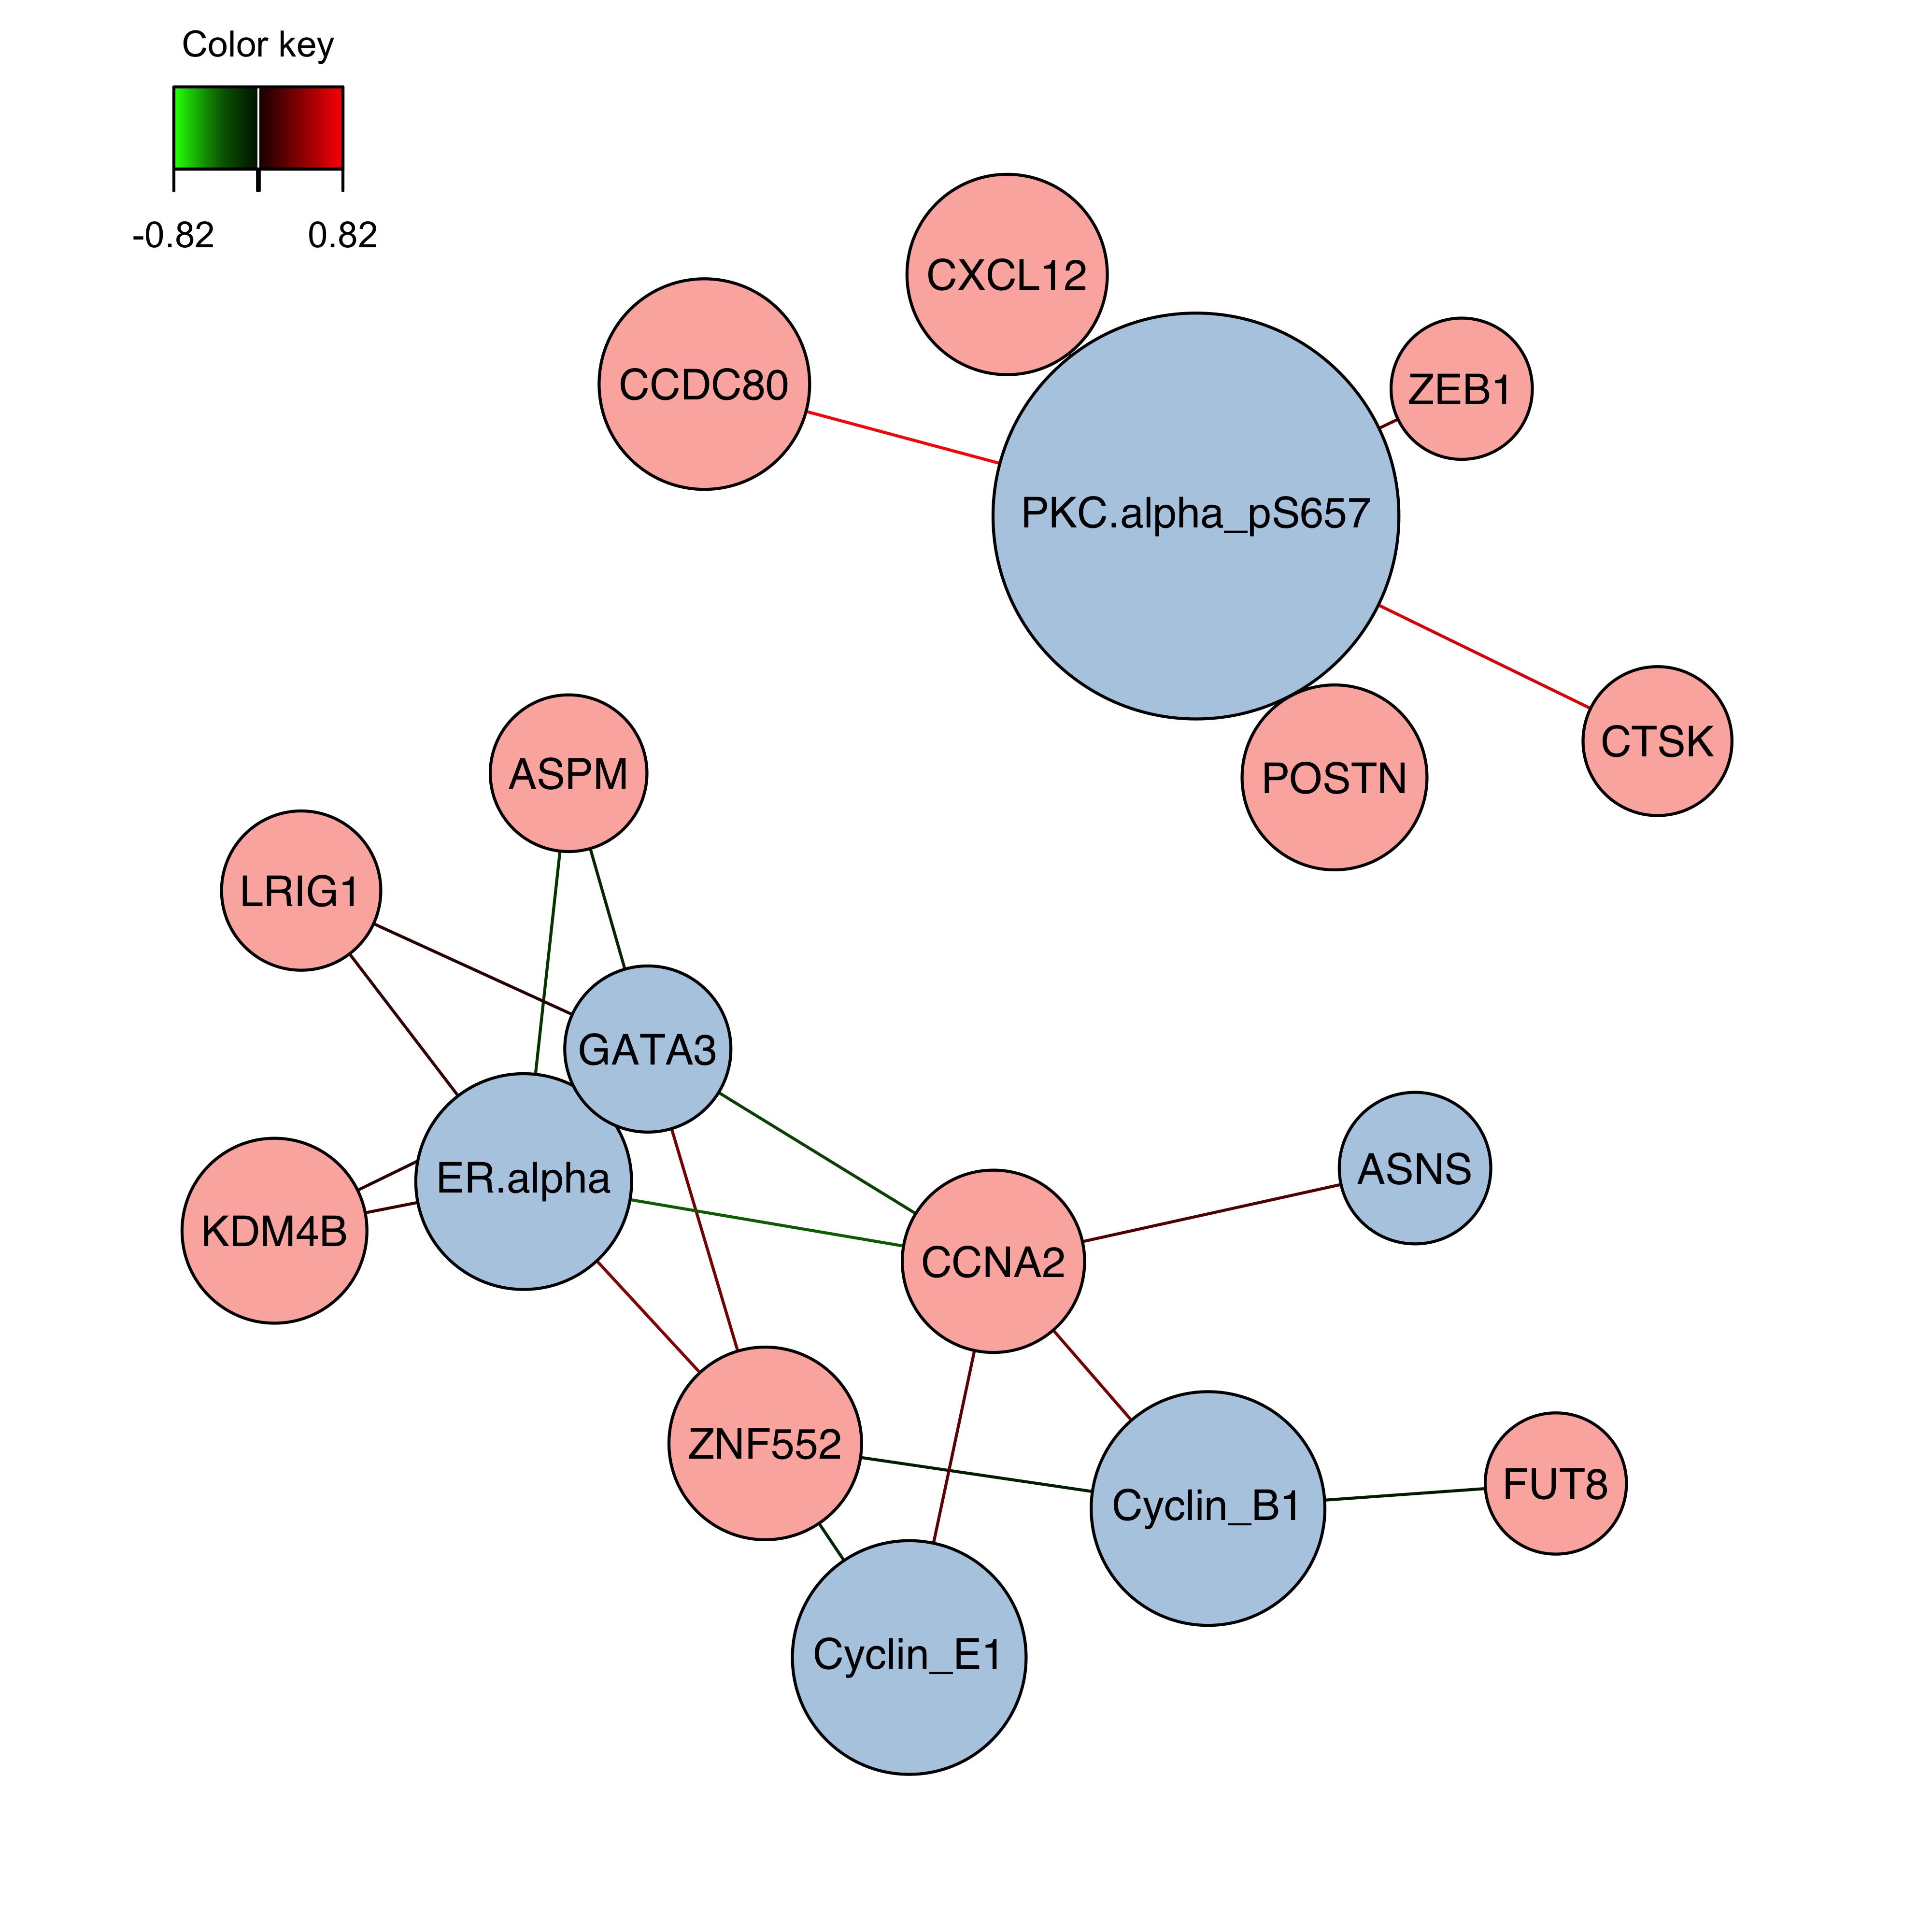 Color key
-0.82 0.82
CXCL12
CCDC80
ZEB1
PKC.alpha_pS657
CTSK
POSTN
ASPM
LRIG1
GATA3
ER.alpha
ASNS
KDM4B
CCNA2
ZNF552
FUT8
Cyclin_B1
Cyclin_E1